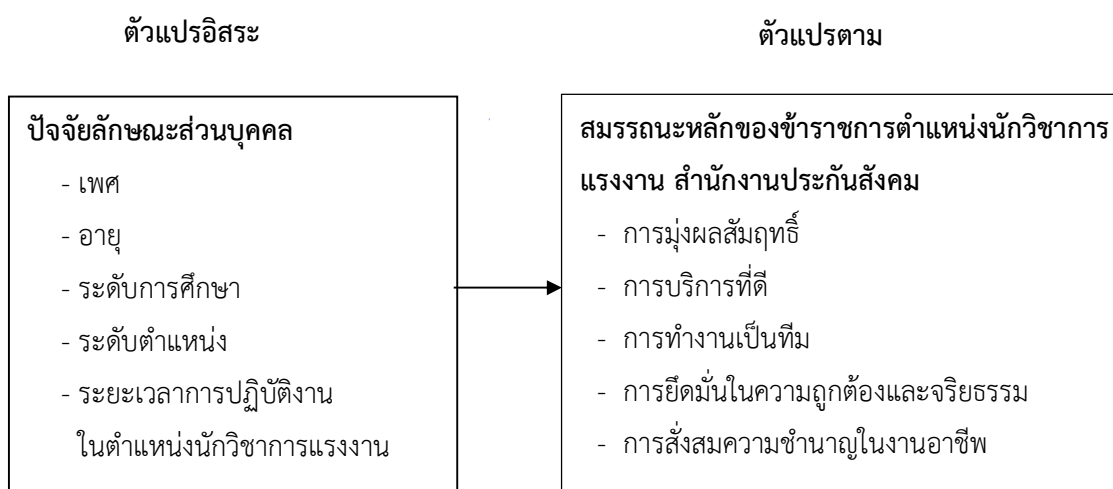 ตัวแปรอิสระ
ตัวแปรตาม
ปัจจัยลักษณะส่วนบุคคล
- เพศ
- อายุ
- ระดับการศึกษา
- ระดับตำแหน่ง
- ระยะเวลาการปฏิบัติงาน
ในตำแหน่งนักวิชาการแรงงาน
สมรรถนะหลักของข้าราชการตำแหน่งนักวิชาการ
แรงงาน สำนักงานประกันสังคม
- การมุ่งผลสัมฤทธิ์
- การบริการที่ดี
- การทำงานเป็นทีม
- การยึดมั่นในความถูกต้องและจริยธรรม
- การสั่งสมความชำนาญในงานอาชีพ